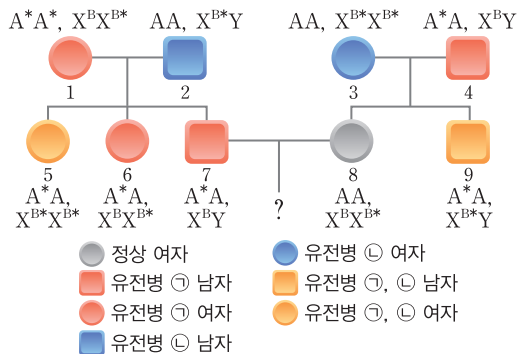 A*A*, XᴮXᴮ* AA, Xᴮ*Y AA, Xᴮ*Xᴮ* A*A, XᴮY
1 2 3 4
5 6 7 8 9
A*A, A*A, A*A, AA, A*A,
Xᴮ*Xᴮ* XᴮXᴮ* XᴮY ? XᴮXᴮ* Xᴮ*Y
정상 여자 유전병 ㉡ 여자
유전병 ㉠ 남자 유전병 ㉠, ㉡ 남자
유전병 ㉠ 여자 유전병 ㉠, ㉡ 여자
유전병 ㉡ 남자